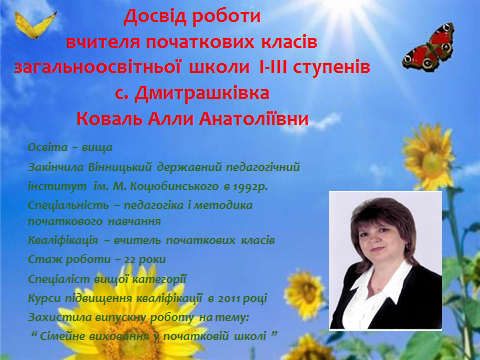 Досвід роботи
вчителя початкових класів
загальноосвітньої школи І-ІІІ ступенів
с. Дмитрашківка
Коваль Алли Анатоліївни
Освіта – вища
Закінчила Вінницький державний педагогічний
інститут ім. М. Коцюбинського в 1992р.
Спеціальність – педагогіка і методика
початкового навчання
Кваліфікація – вчитель початкових класів
Стаж роботи – 22 роки
Спеціаліст вищої категорії
Курси підвищення кваліфікації в 2011 році
Захистила випускну роботу на тему:
“ Сімейне виховання у початковій школі ”